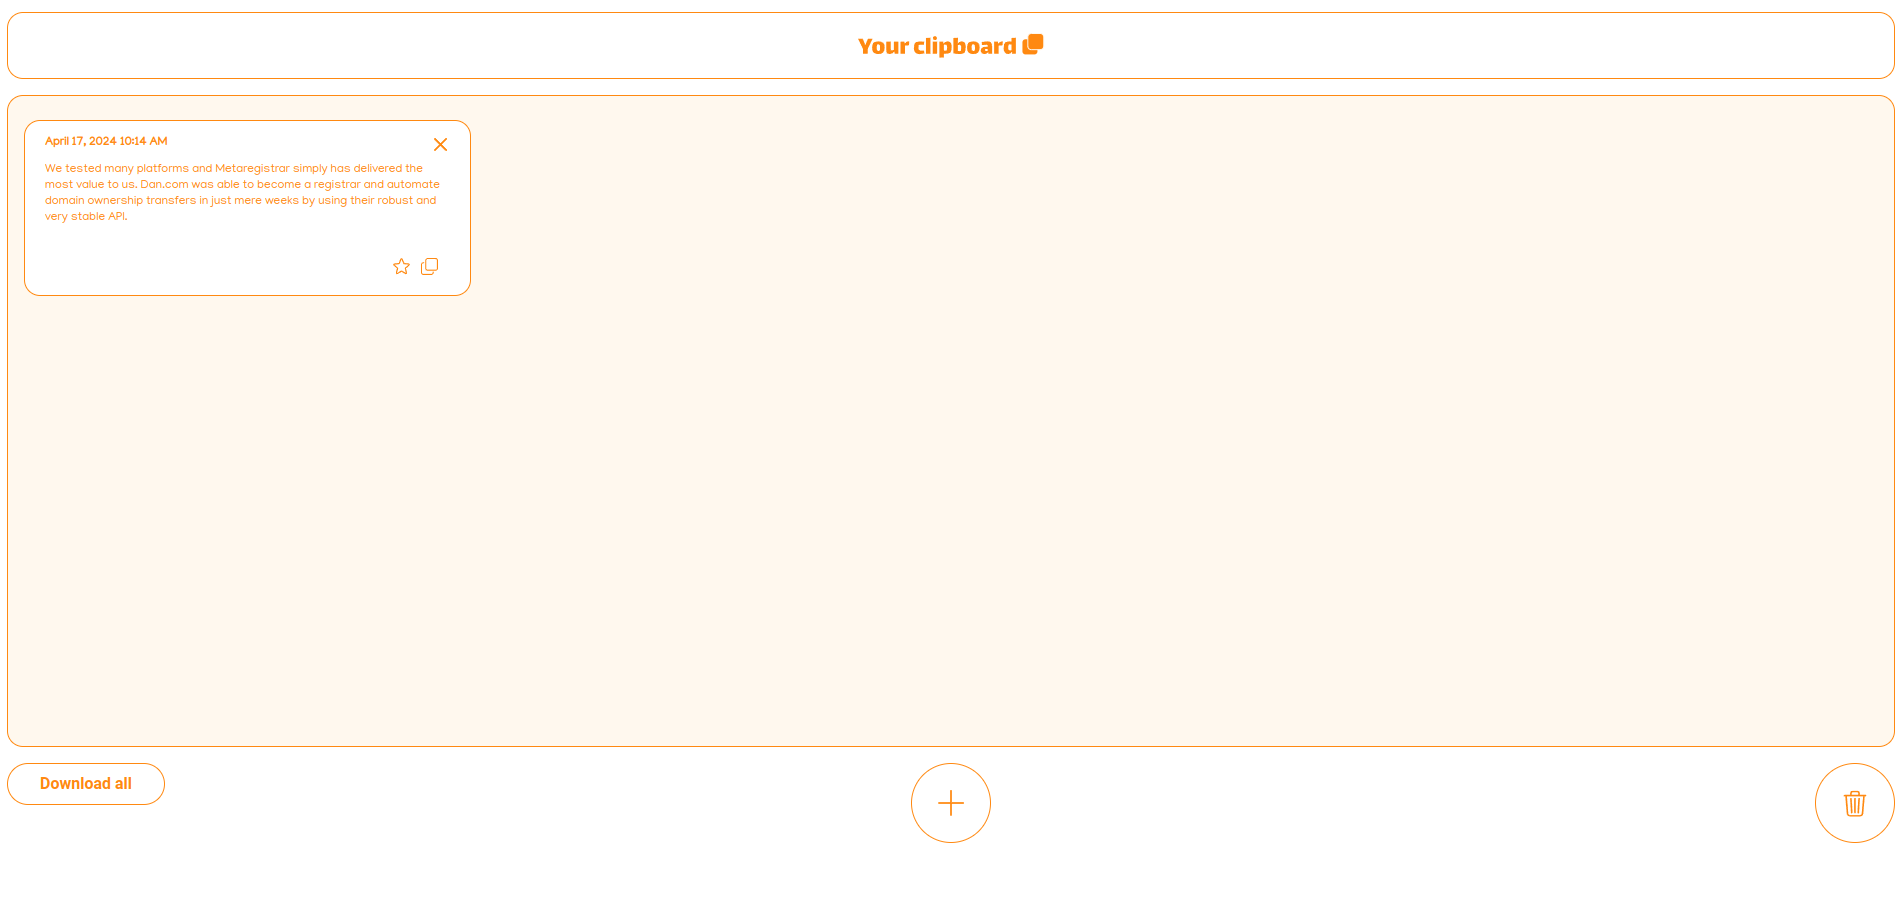 Your clipboard
April 17, 2024 10:14 AM
We tested many platforms and Metaregistrar simply has delivered the
most value to us. Dan.com was able to become a registrar and automate
domain ownership transfers in just mere weeks by using their robust and
very stable API.
Download all